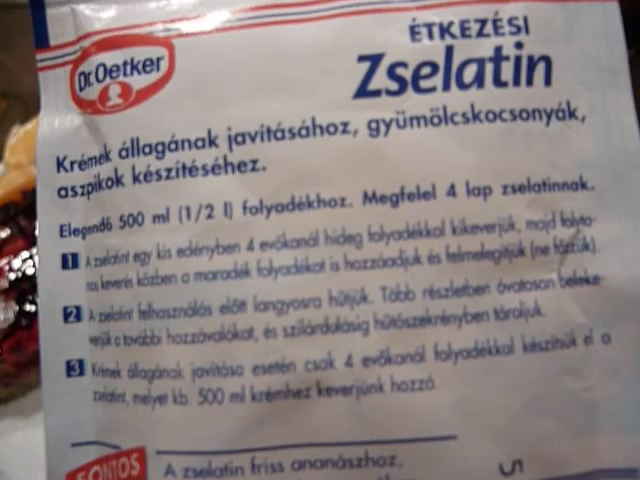 Dr. Oetker
ÉTKEZÉSI
Zselatin
Krémek állagának javításához, gyümölcskocsonyák,
aszpikok készítéséhez.
Elegendő 500 ml (1/2 l) folyadékhoz. Megfelel 4 lap zselatinnak.
1 A zselatint egy kis edényben 4 evőkanál hideg folyadékkal kikeverjük, majd folyto-
nos keverés közben a maradék folyadékot is hozzáadjuk és felmelegítjük (ne főzzük).
2 A zselatint felhasználás előtt langyosra hűtjük. Több részletben óvatosan beleke-
verjük a további hozzávalókat, és szilárdulásig hűtőszekrényben tároljuk.
3 Krémek állagának javítása esetén csak 4 evőkanál folyadékkal készítsük el a
zselatint, melyet kb. 500 ml krémhez keverjünk hozzá.
FONTOS
A zselatin friss ananászhoz,